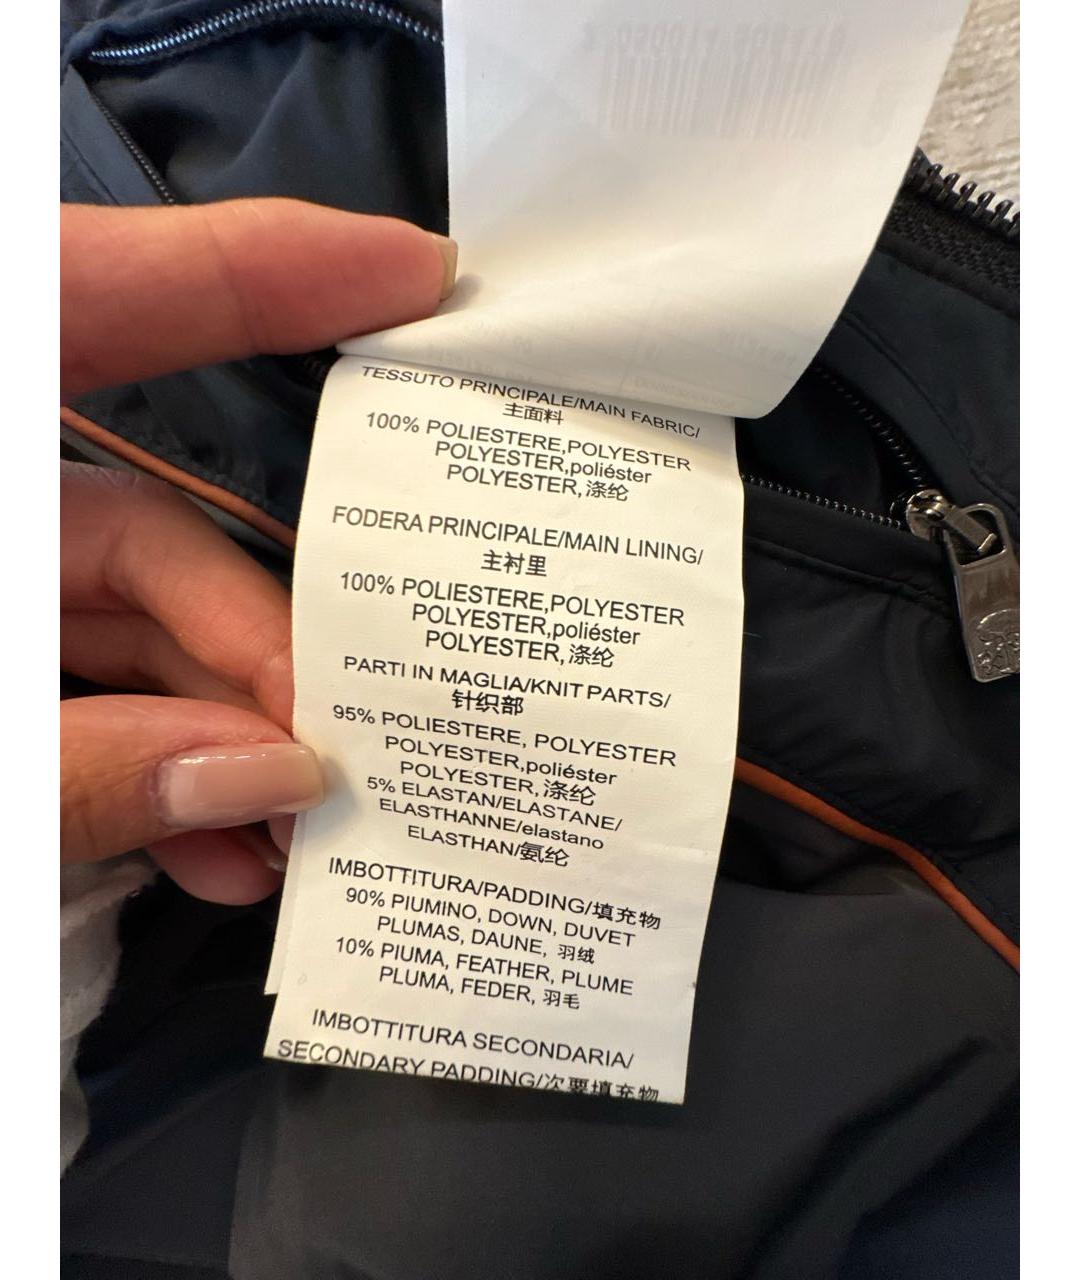 TESSUTO PRINCIPALE/MAIN FABRIC/
主面料
100% POLIESTERE,POLYESTER
POLYESTER,poliéster
POLYESTER,涤纶
FODERA PRINCIPALE/MAIN LINING/
主衬里
100% POLIESTERE,POLYESTER
POLYESTER,poliéster
POLYESTER,涤纶
PARTI IN MAGLIA/KNIT PARTS/
针织部
95% POLIESTERE, POLYESTER
POLYESTER,poliéster
POLYESTER,涤纶
5% ELASTAN/ELASTANE/
ELASTHANNE/elastano
ELASTHAN/氨纶
IMBOTTITURA/PADDING/填充物
90% PIUMINO, DOWN, DUVET
PLUMAS, DAUNE, 羽绒
10% PIUMA, FEATHER, PLUME
PLUMA, FEDER, 羽毛
IMBOTTITURA SECONDARIA/
SECONDARY PADDING/次要填充物